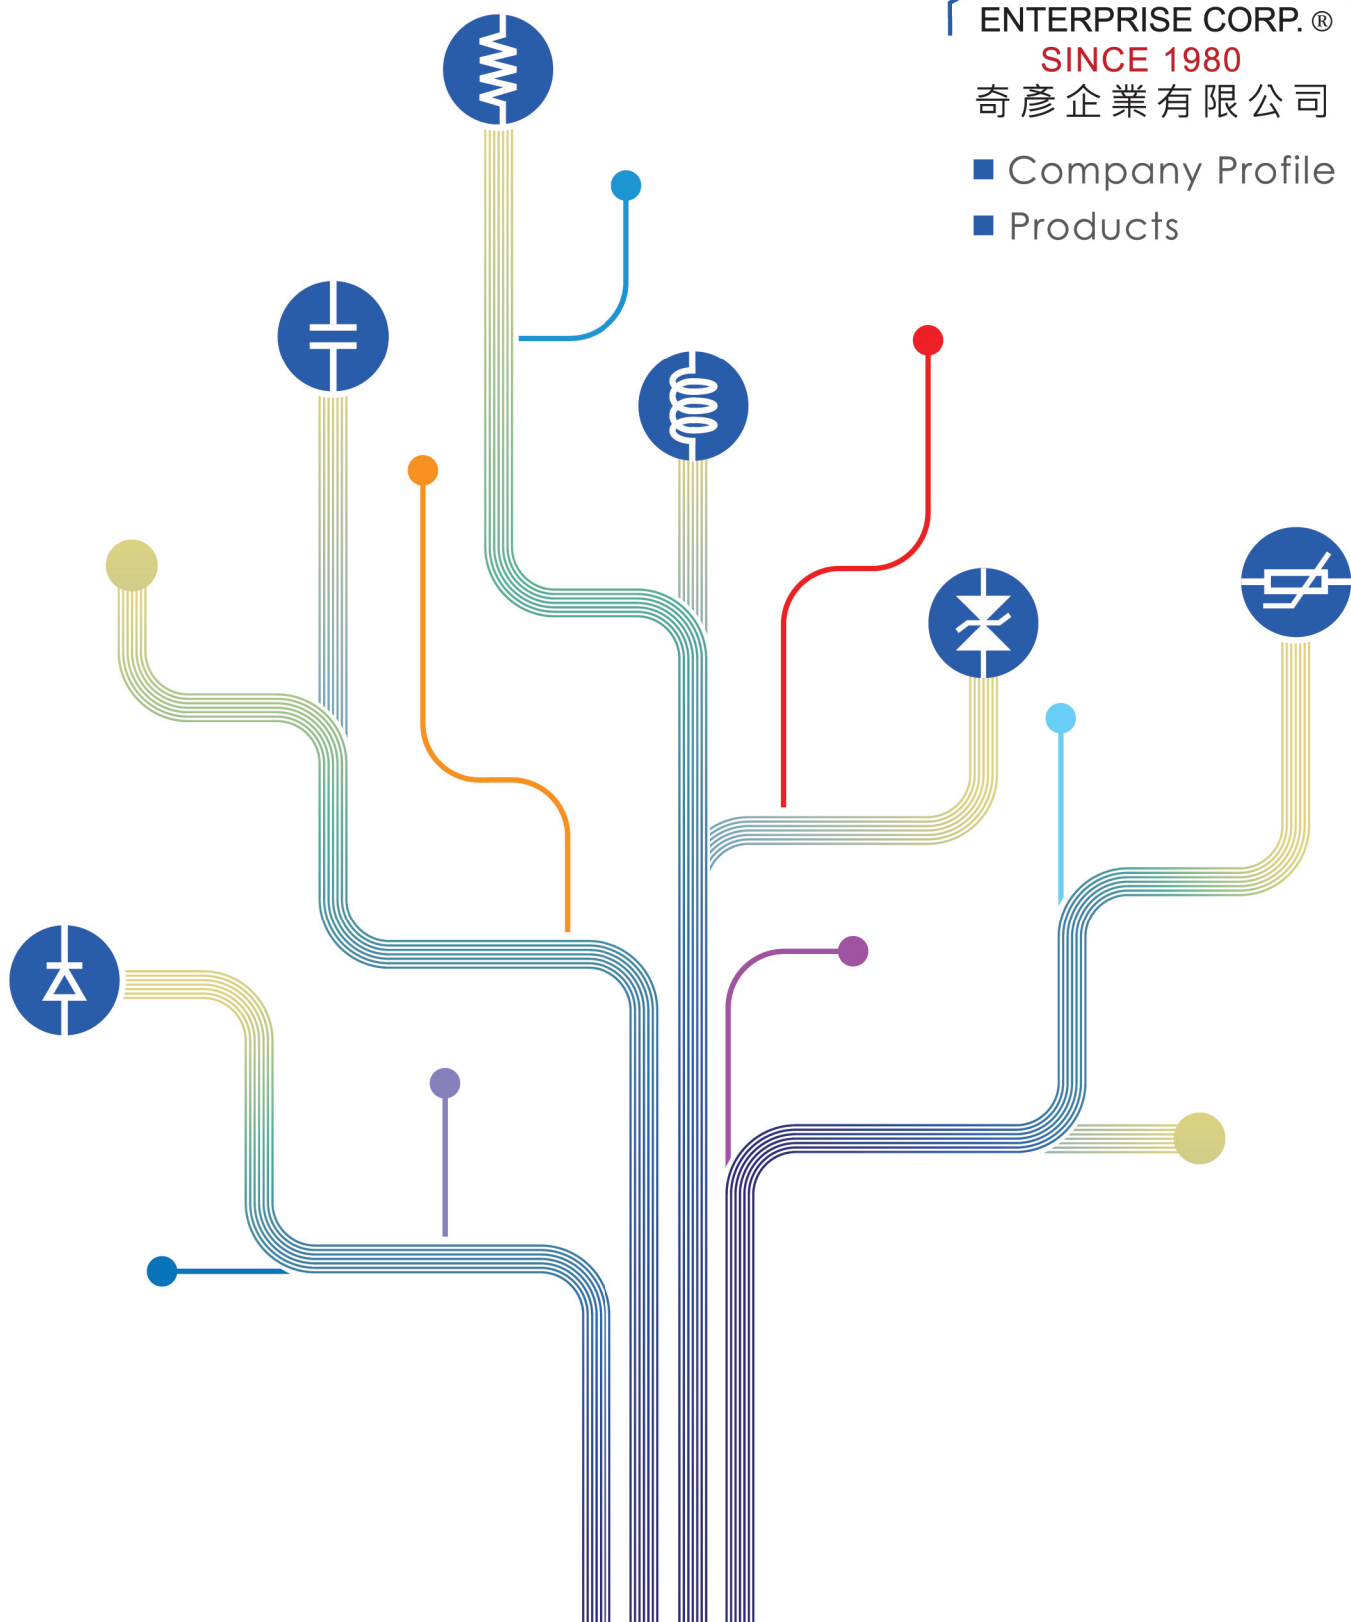 ENTERPRISE CORP. ®
SINCE 1980
奇彥企業有限公司
Company Profile
Products